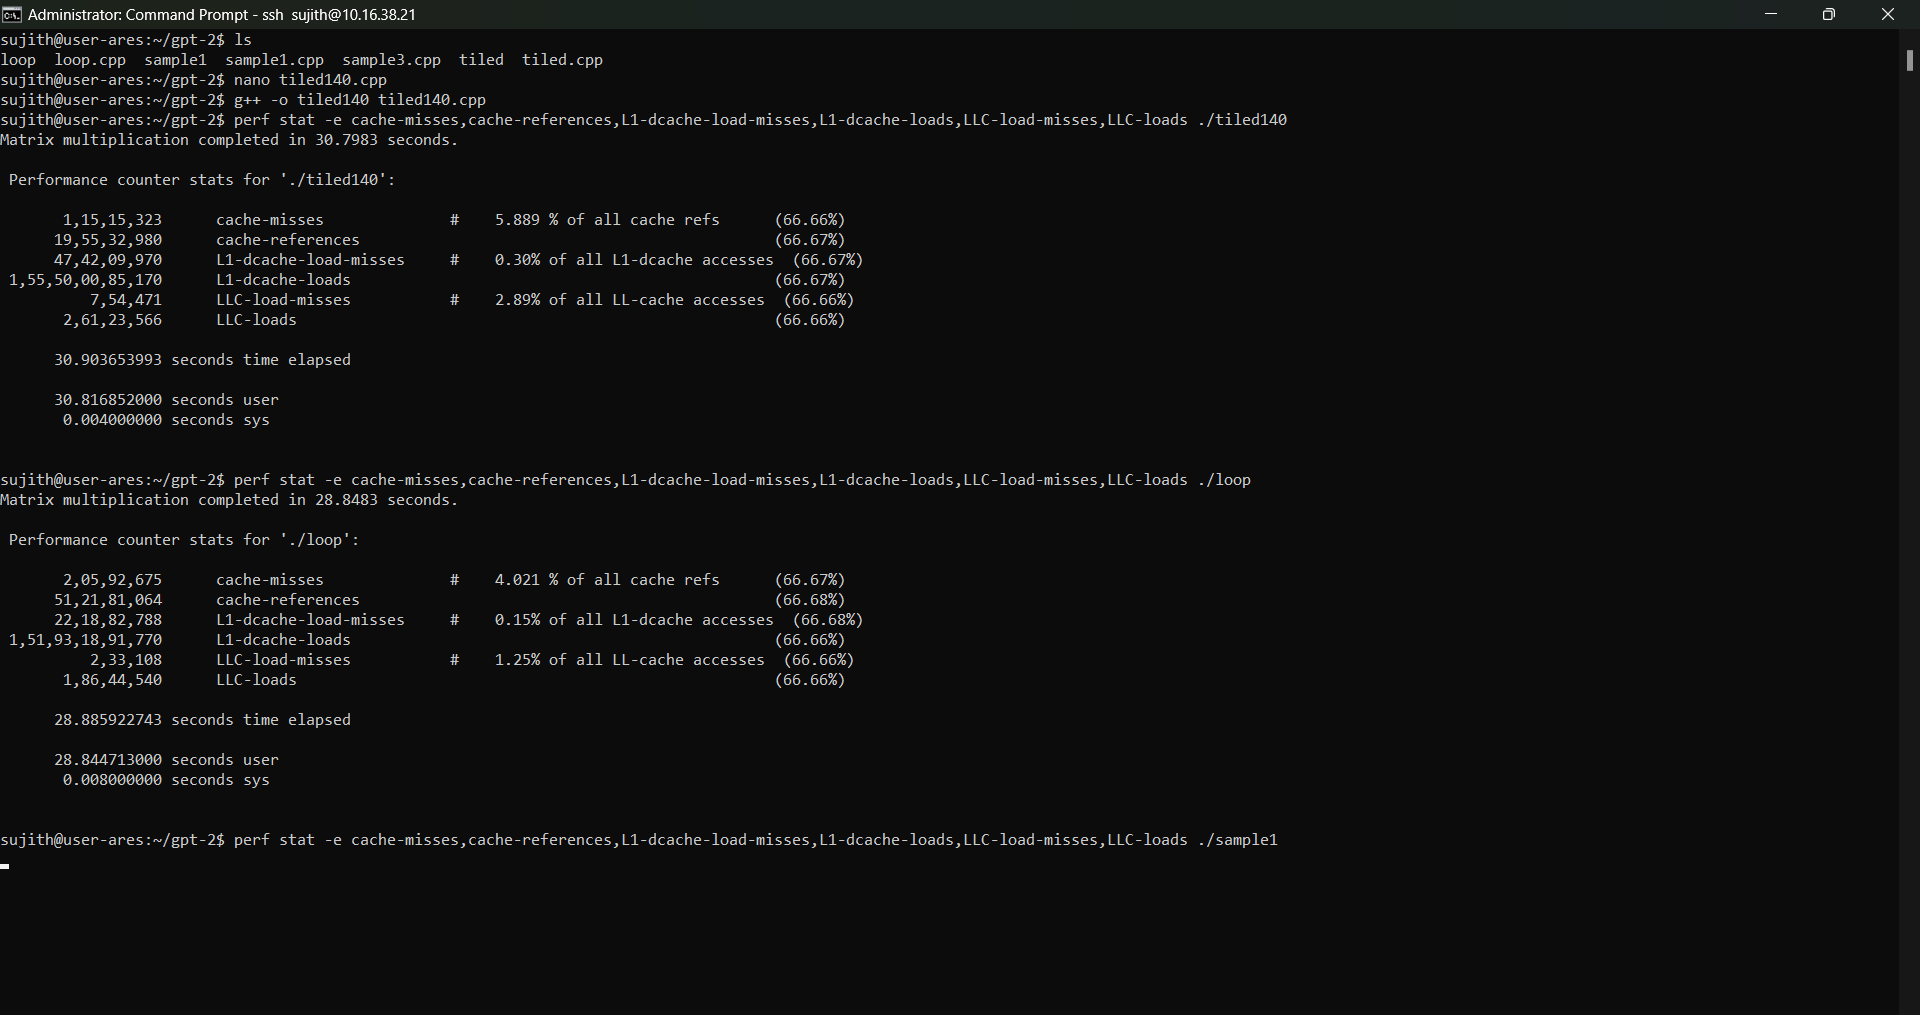 Administrator: Command Prompt - ssh sujith@10.16.38.21
sujith@user-ares:~/gpt-2$ ls
loop  loop.cpp  sample1  sample1.cpp  sample3.cpp  tiled  tiled.cpp
sujith@user-ares:~/gpt-2$ nano tiled140.cpp
sujith@user-ares:~/gpt-2$ g++ -o tiled140 tiled140.cpp
sujith@user-ares:~/gpt-2$ perf stat -e cache-misses,cache-references,L1-dcache-load-misses,L1-dcache-loads,LLC-load-misses,LLC-loads ./tiled140
Matrix multiplication completed in 30.7983 seconds.
Performance counter stats for './tiled140':
1,15,15,323      cache-misses              #    5.889 % of all cache refs      (66.66%)
19,55,32,980      cache-references                                              (66.67%)
47,42,09,970      L1-dcache-load-misses     #    0.30% of all L1-dcache accesses  (66.67%)
1,55,50,00,85,170      L1-dcache-loads                                               (66.67%)
7,54,471      LLC-load-misses           #    2.89% of all LL-cache accesses  (66.66%)
2,61,23,566      LLC-loads                                                     (66.66%)
30.903653993 seconds time elapsed
30.816852000 seconds user
0.004000000 seconds sys
sujith@user-ares:~/gpt-2$ perf stat -e cache-misses,cache-references,L1-dcache-load-misses,L1-dcache-loads,LLC-load-misses,LLC-loads ./loop
Matrix multiplication completed in 28.8483 seconds.
Performance counter stats for './loop':
2,05,92,675      cache-misses              #    4.021 % of all cache refs      (66.67%)
51,21,81,064      cache-references                                              (66.68%)
22,18,82,788      L1-dcache-load-misses     #    0.15% of all L1-dcache accesses  (66.68%)
1,51,93,18,91,770      L1-dcache-loads                                               (66.66%)
2,33,108      LLC-load-misses           #    1.25% of all LL-cache accesses  (66.66%)
1,86,44,540      LLC-loads                                                     (66.66%)
28.885922743 seconds time elapsed
28.844713000 seconds user
0.008000000 seconds sys
sujith@user-ares:~/gpt-2$ perf stat -e cache-misses,cache-references,L1-dcache-load-misses,L1-dcache-loads,LLC-load-misses,LLC-loads ./sample1